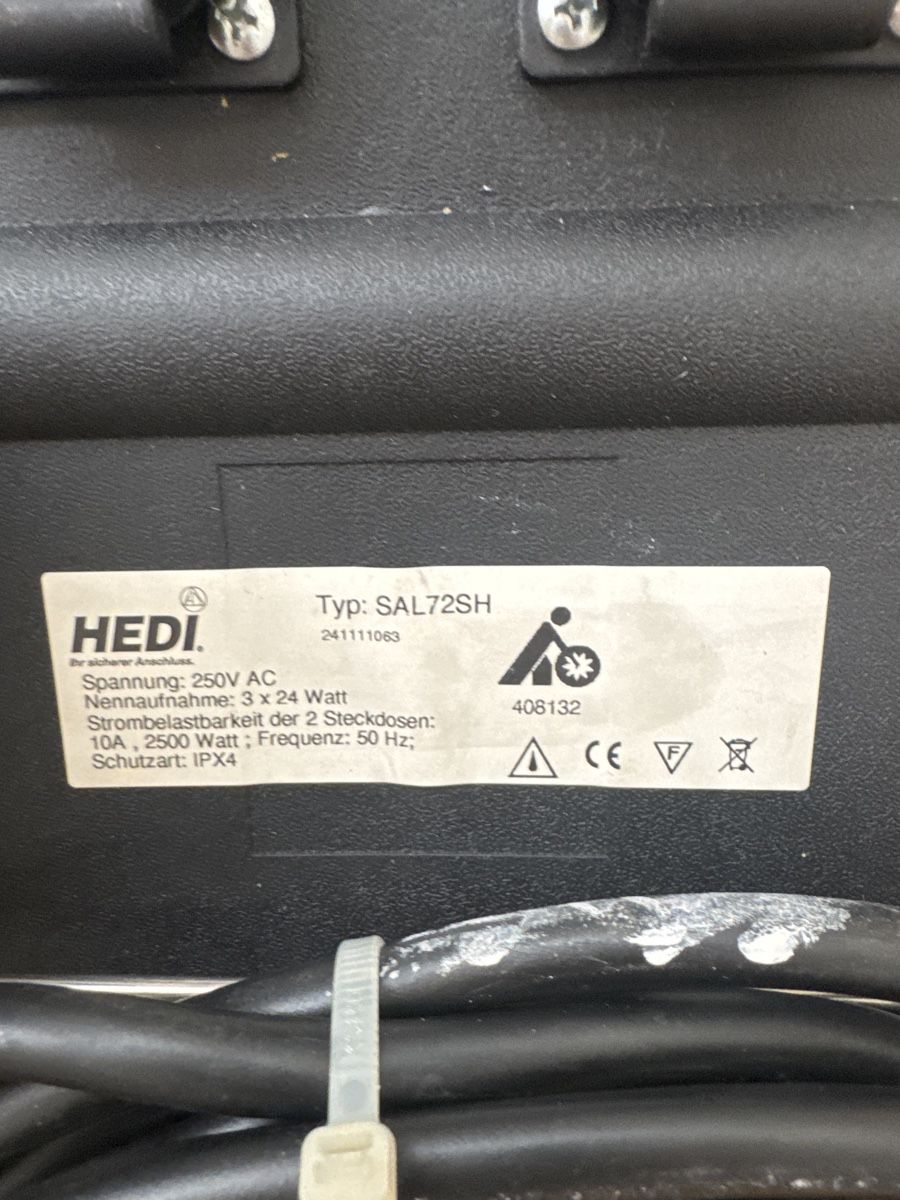 HEDI.
Ihr sicherer Anschluss.
Typ: SAL72SH
241111063
Spannung: 250V AC
Nennaufnahme: 3 x 24 Watt
Strombelastbarkeit der 2 Steckdosen:
10A , 2500 Watt ; Frequenz: 50 Hz;
Schutzart: IPX4
408132
CE
F